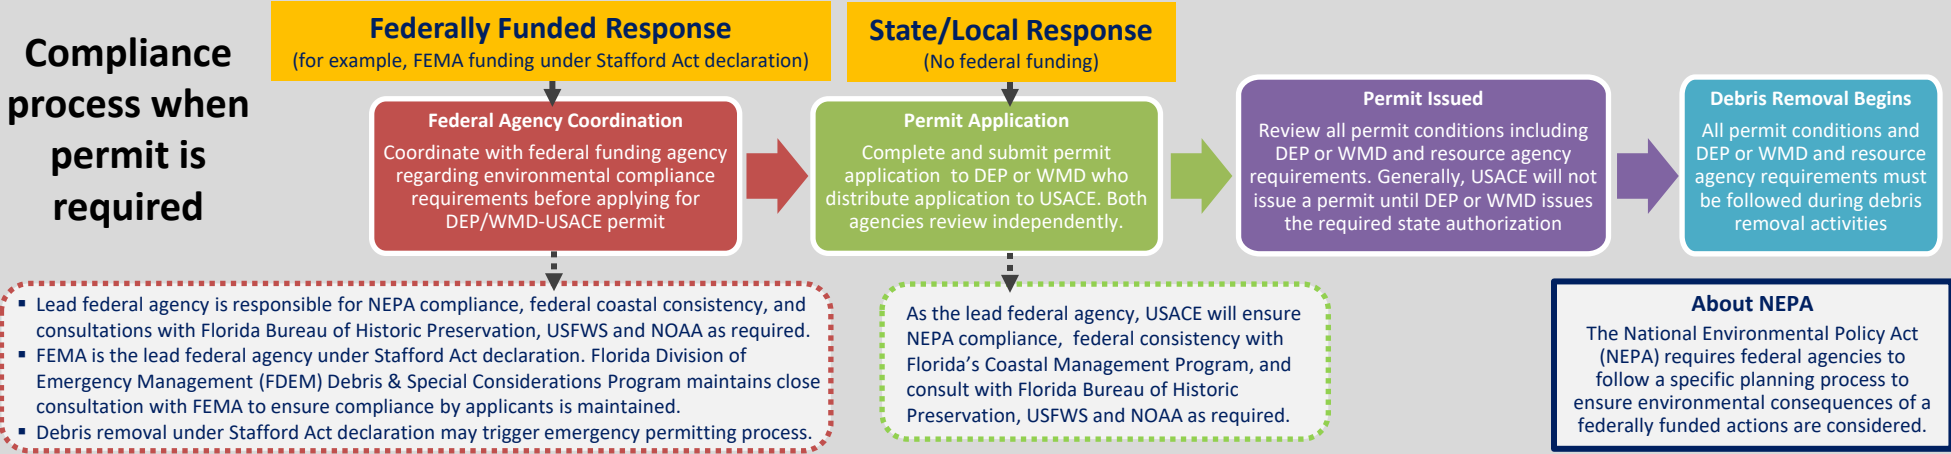 Compliance
process when
permit is
required
Federally Funded Response
(for example, FEMA funding under Stafford Act declaration)
State/Local Response
(No federal funding)
Federal Agency Coordination
Coordinate with federal funding agency
regarding environmental compliance
requirements before applying for
DEP/WMD-USACE permit
Permit Application
Complete and submit permit
application to DEP or WMD who
distribute application to USACE. Both
agencies review independently.
Permit Issued
Review all permit conditions including
DEP or WMD and resource agency
requirements. Generally, USACE will not
issue a permit until DEP or WMD issues
the required state authorization
Debris Removal Begins
All permit conditions and
DEP or WMD and resource
agency requirements must
be followed during debris
removal activities
▪ Lead federal agency is responsible for NEPA compliance, federal coastal consistency, and
consultations with Florida Bureau of Historic Preservation, USFWS and NOAA as required.
▪ FEMA is the lead federal agency under Stafford Act declaration. Florida Division of
Emergency Management (FDEM) Debris & Special Considerations Program maintains close
consultation with FEMA to ensure compliance by applicants is maintained.
▪ Debris removal under Stafford Act declaration may trigger emergency permitting process.
As the lead federal agency, USACE will ensure
NEPA compliance, federal consistency with
Florida's Coastal Management Program, and
consult with Florida Bureau of Historic
Preservation, USFWS and NOAA as required.
About NEPA
The National Environmental Policy Act
(NEPA) requires federal agencies to
follow a specific planning process to
ensure environmental consequences of a
federally funded actions are considered.